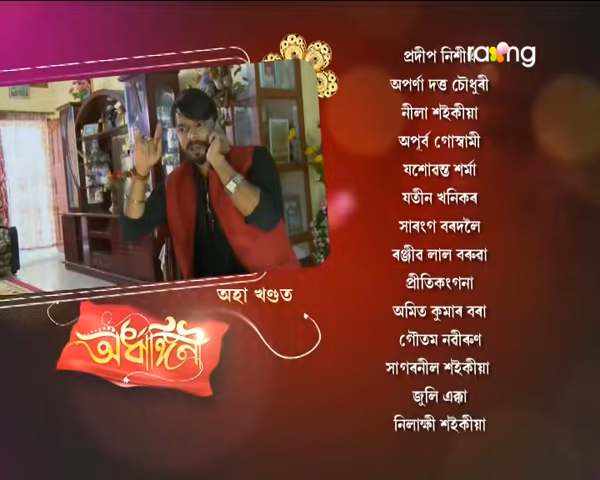 rang
প্ৰদীপ
অপৰ্ণা দত্ত চৌধুৰী
নীলা শইকীয়া
অপূৰ্ব গোস্বামী
যশোৱন্ত শৰ্মা
যতীন খনিকৰ
সাৰংগ বৰদলৈ
ৰঞ্জীৱ লাল বৰুৱা
প্ৰীতিকংগনা
অমিত কুমাৰ বৰা
গৌতম নবীৰুণ
সাগৰনীল শইকীয়া
জুলি এক্কা
নিলাক্ষী শইকীয়া
অহা খণ্ডত
অৰ্ধাঙ্গিনী